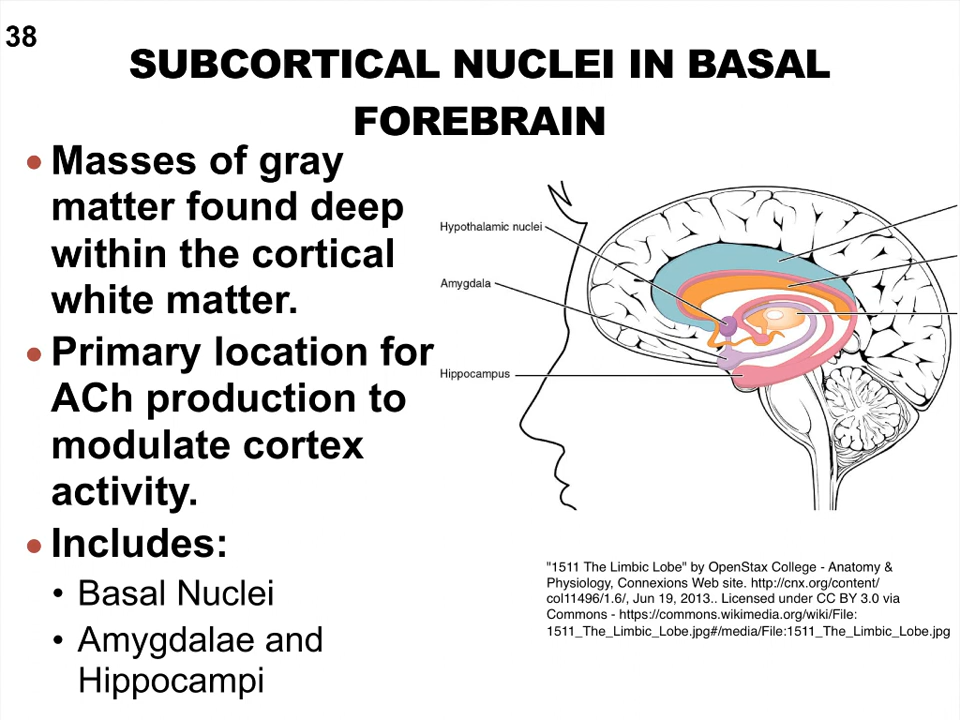 38
SUBCORTICAL NUCLEI IN BASAL
FOREBRAIN
• Masses of gray
matter found deep
within the cortical
white matter.
• Primary location for
ACh production to
modulate cortex
activity.
• Includes:
• Basal Nuclei
• Amygdalae and
Hippocampi
Hypothalamic nuclei
Amygdala
Hippocampus
"1511 The Limbic Lobe" by OpenStax College - Anatomy &
Physiology, Connexions Web site. http://cnx.org/content/
col11496/1.6/, Jun 19, 2013.. Licensed under CC BY 3.0 via
Commons - https://commons.wikimedia.org/wiki/File:
1511_The_Limbic_Lobe.jpg#/media/File:1511_The_Limbic_Lobe.jpg